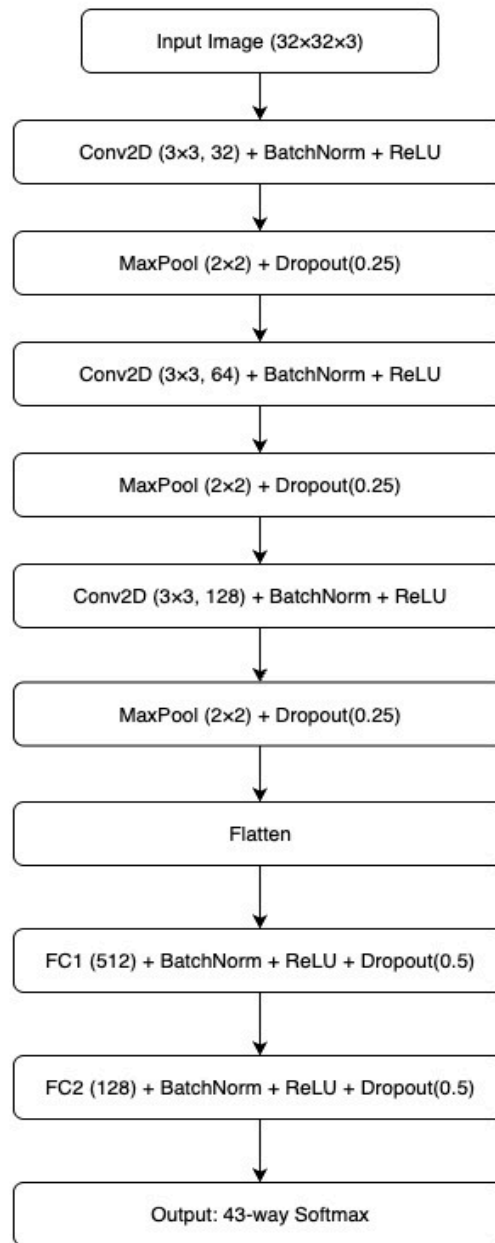 Input Image (32×32×3)
Conv2D (3×3, 32) + BatchNorm + ReLU
MaxPool (2×2) + Dropout(0.25)
Conv2D (3×3, 64) + BatchNorm + ReLU
MaxPool (2×2) + Dropout(0.25)
Conv2D (3×3, 128) + BatchNorm + ReLU
MaxPool (2×2) + Dropout(0.25)
Flatten
FC1 (512) + BatchNorm + ReLU + Dropout(0.5)
FC2 (128) + BatchNorm + ReLU + Dropout(0.5)
Output: 43-way Softmax